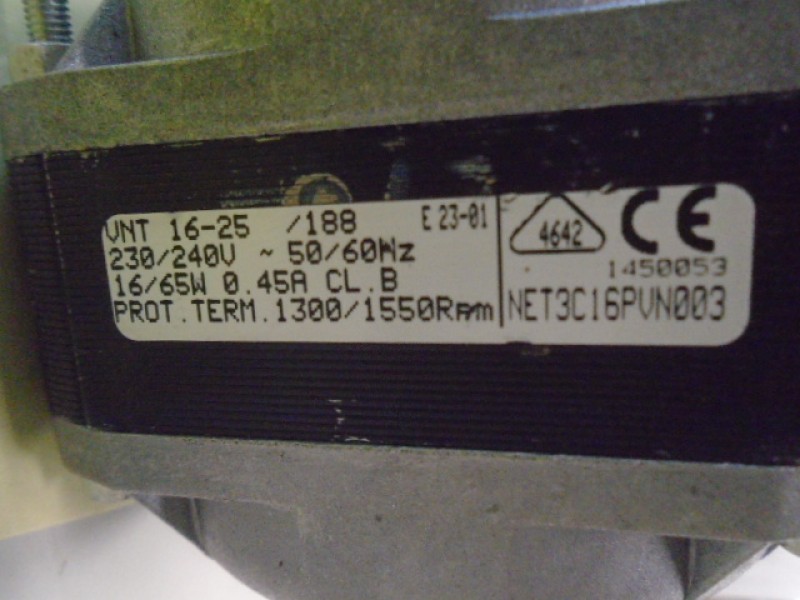 VNT 16-25 /188 E 23-01
230/240V ~ 50/60Hz
16/65W 0.45A CL.B
PROT.TERM.1300/1550Rpm
4642 CE
1450053
NET3C16PVN003